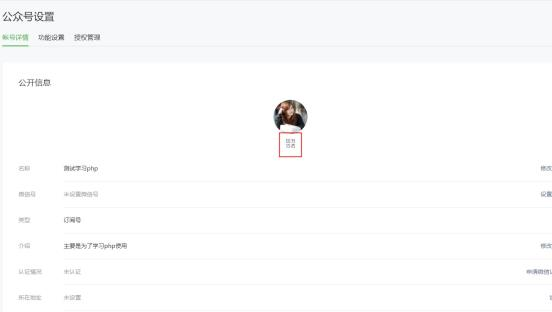 公众号设置
帐号详情 功能设置 授权管理
公开信息
名称 测试学习php 修改
微信号 未设置微信号 设置
类型 订阅号
介绍 主要是为了学习php使用 修改
认证情况 未认证 申请微信认
所在地址 未设置